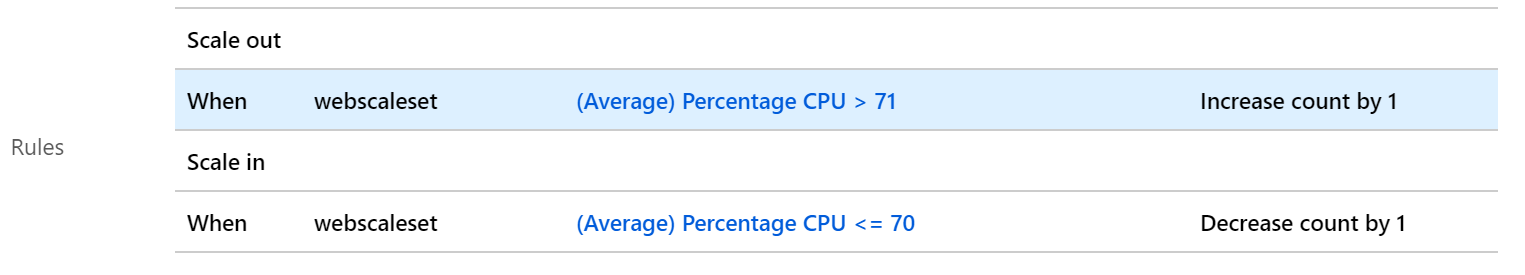 Scale out
When webscaleset (Average) Percentage CPU > 71 Increase count by 1
Rules
Scale in
When webscaleset (Average) Percentage CPU <= 70 Decrease count by 1